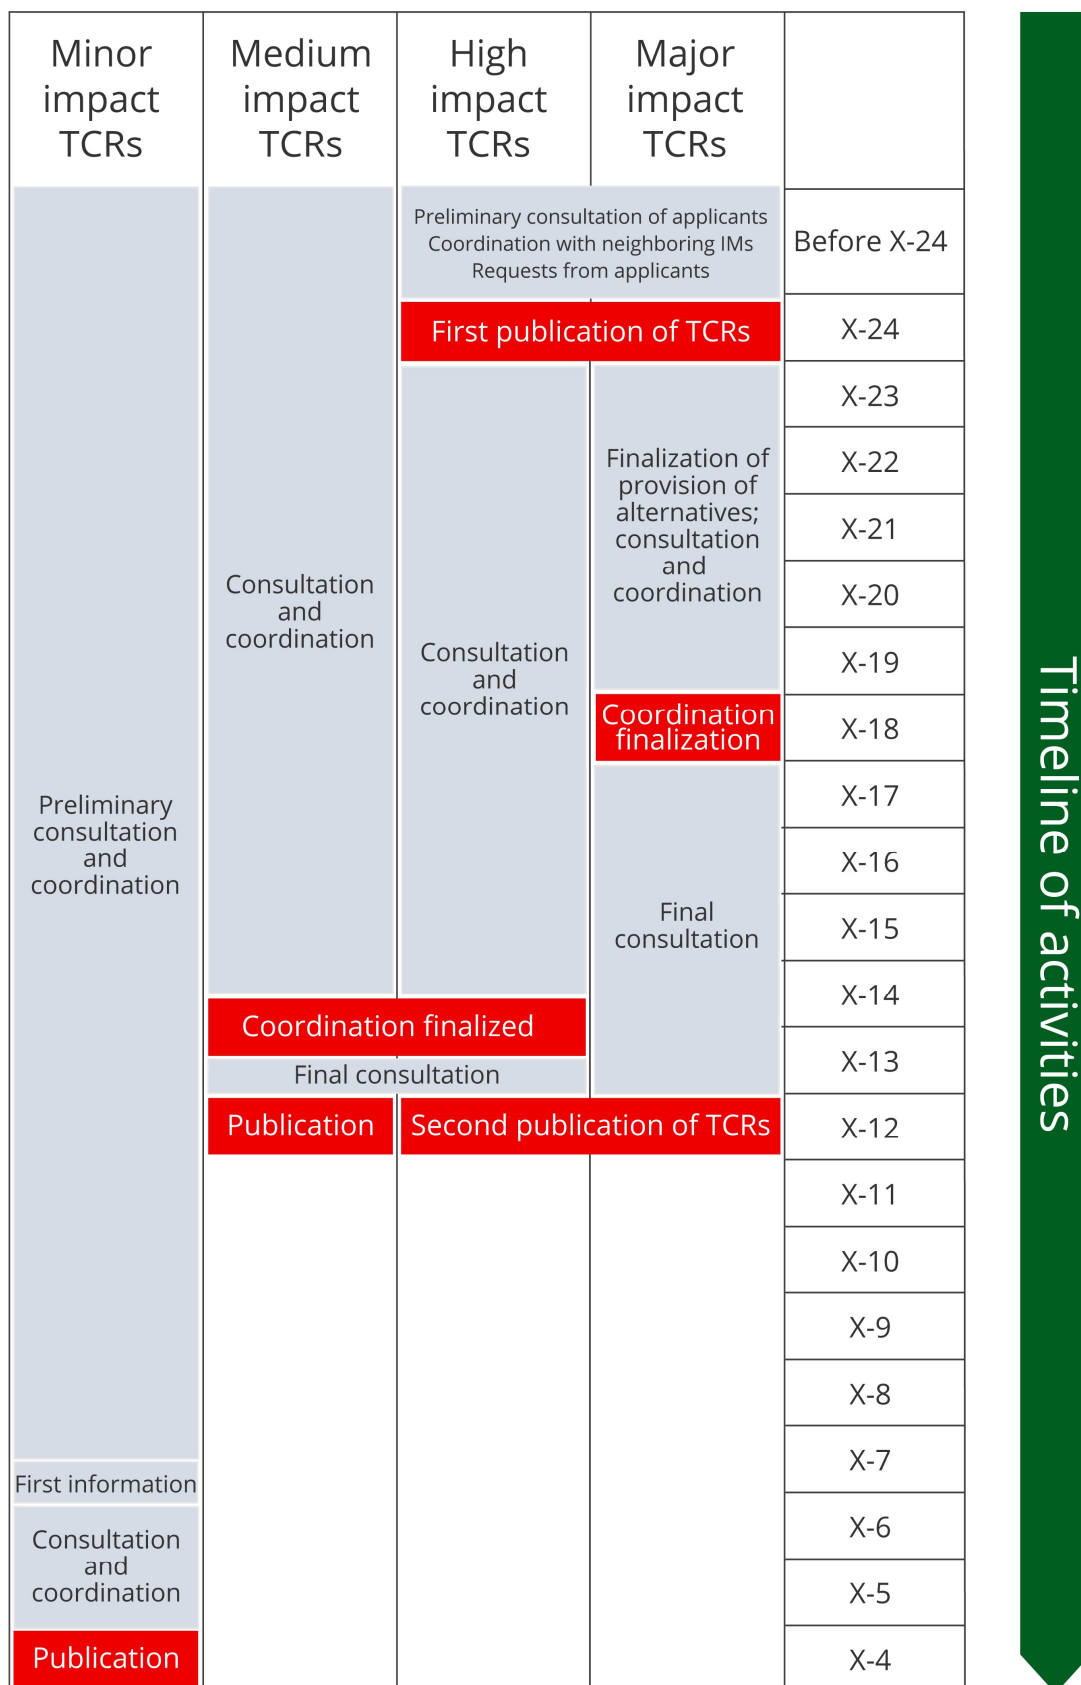 Minor
impact
TCRs
Medium
impact
TCRs
High
impact
TCRs
Major
impact
TCRs
Preliminary consultation of applicants
Coordination with neighboring IMs
Requests from applicants
Before X-24
First publication of TCRs
X-24
X-23
Finalization of
provision of
alternatives;
consultation
and
coordination
X-22
X-21
X-20
Consultation
and
coordination
Consultation
and
coordination
X-19
Coordination
finalization
X-18
X-17
Preliminary
consultation
and
coordination
X-16
Final
consultation
X-15
X-14
Coordination finalized
X-13
Final consultation
Publication
Second publication of TCRs
X-12
X-11
X-10
X-9
X-8
X-7
First information
X-6
Consultation
and
coordination
X-5
Publication
X-4
Timeline of activities